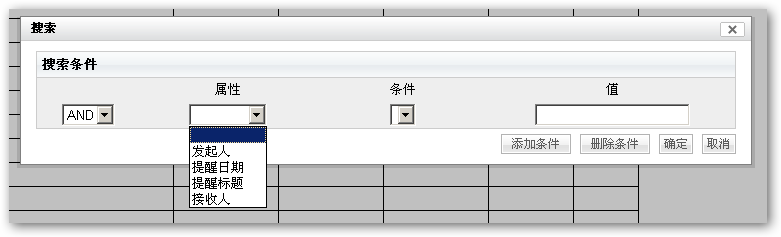 搜索
搜索条件
属性 条件 值
AND
发起人
提醒日期
提醒标题
接收人
添加条件 删除条件 确定 取消